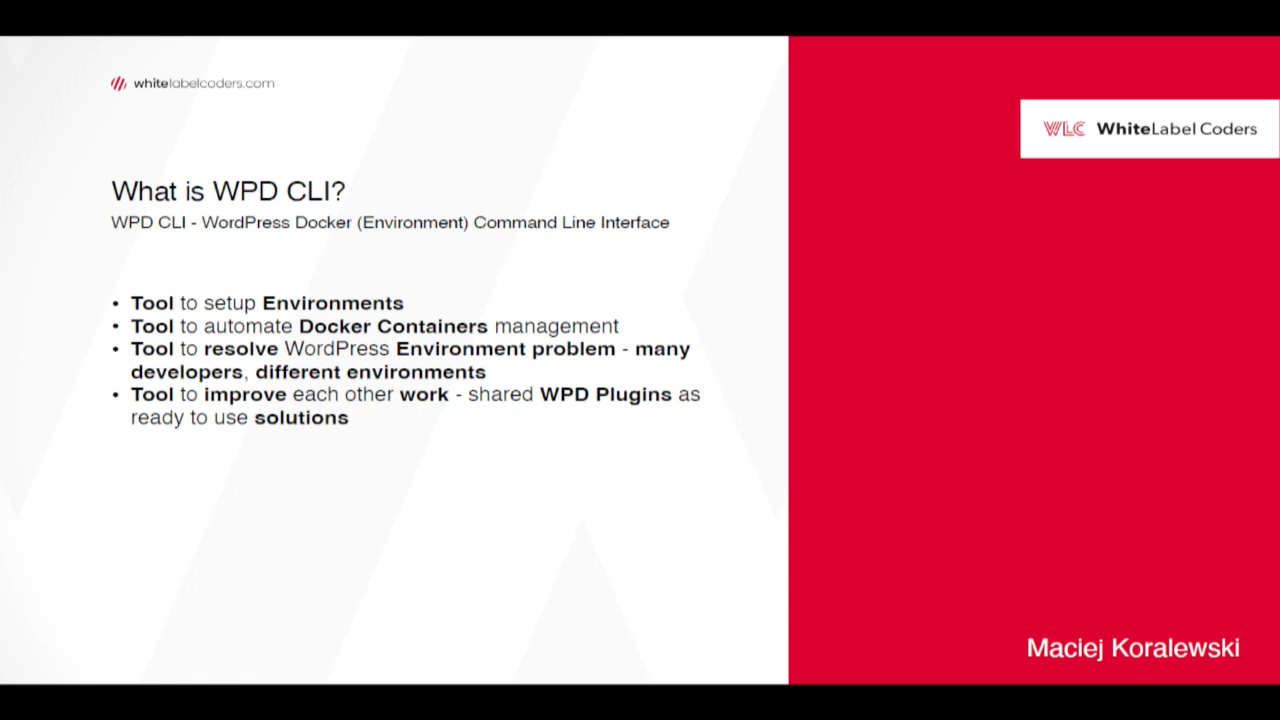 whitelabelcoders.com
WLC WhiteLabel Coders
What is WPD CLI?
WPD CLI - WordPress Docker (Environment) Command Line Interface
• Tool to setup Environments
• Tool to automate Docker Containers management
• Tool to resolve WordPress Environment problem - many
developers, different environments
• Tool to improve each other work - shared WPD Plugins as
ready to use solutions
Maciej Koralewski